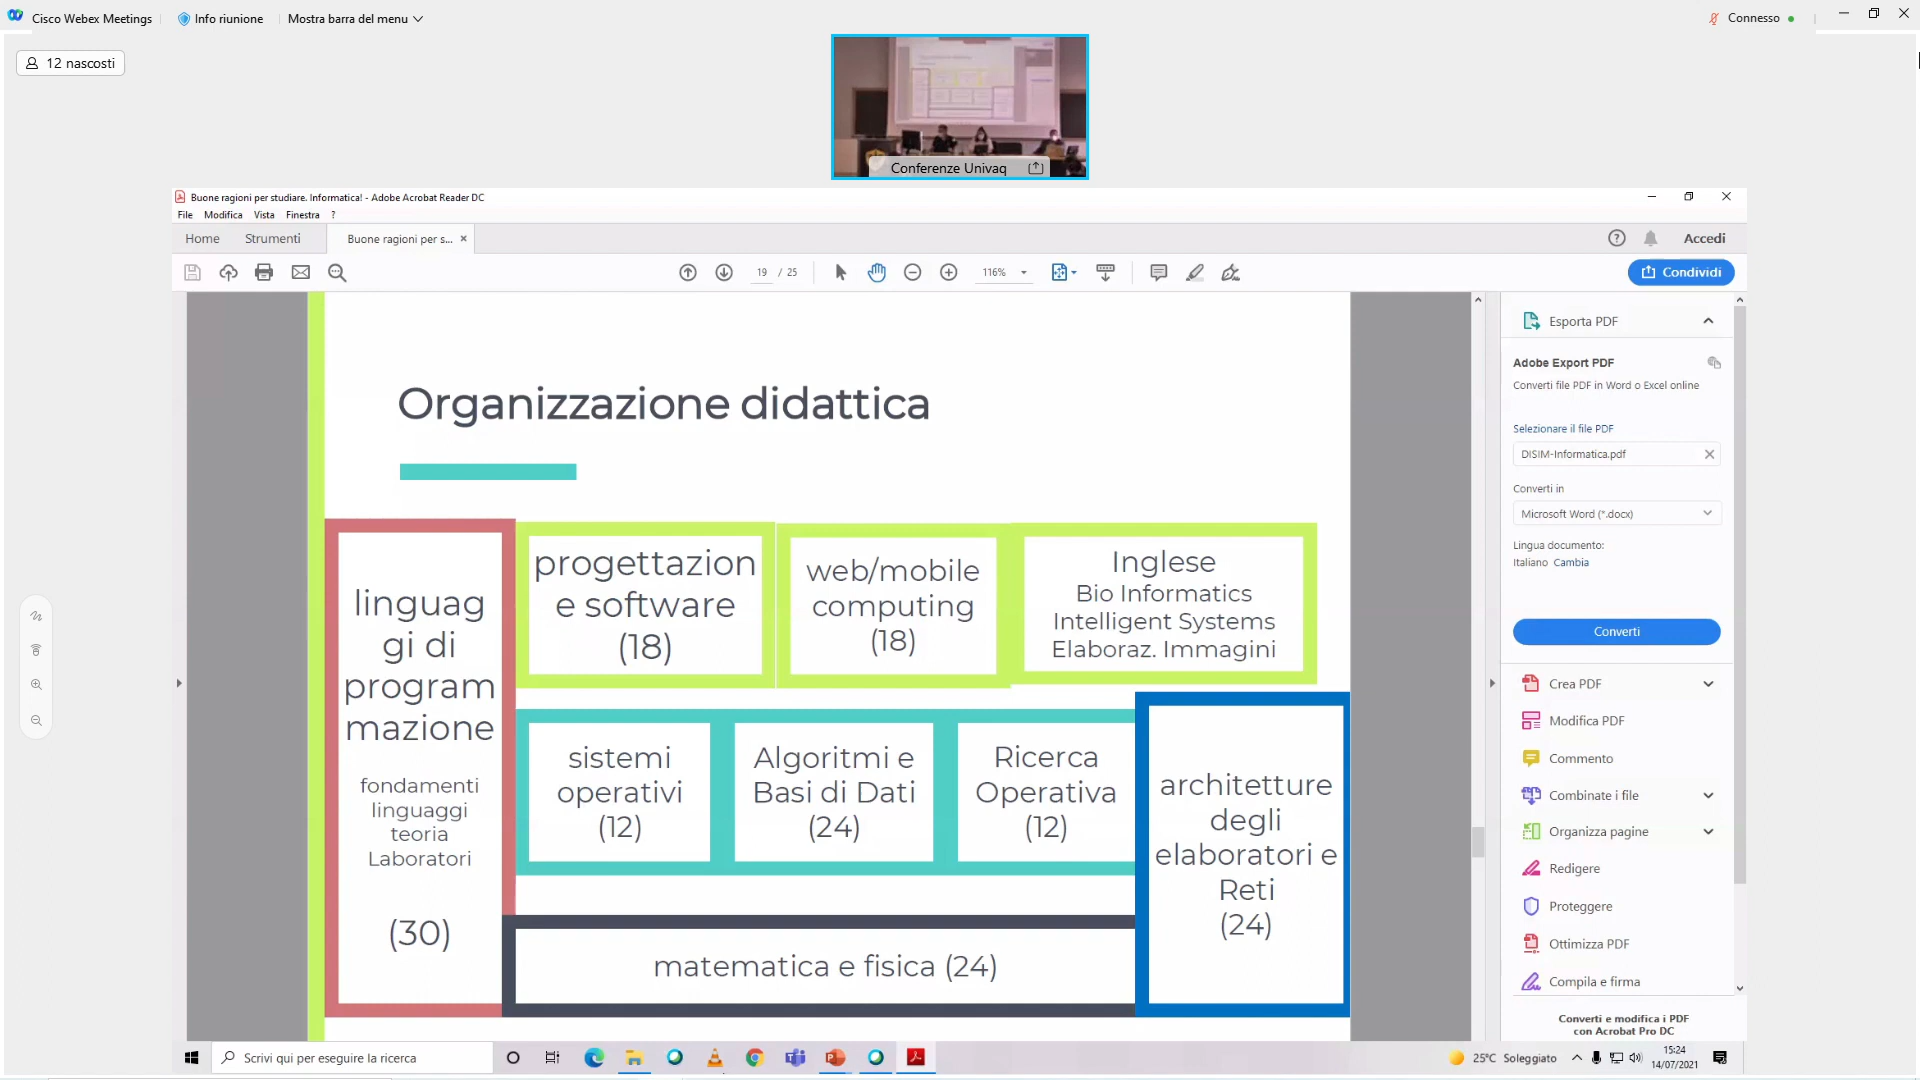 Cisco Webex Meetings
Info riunione
Mostra barra del menu
Connesso
12 nascosti
Conferenze Univaq
Buone ragioni per studiare. Informatica! - Adobe Acrobat Reader DC
File Modifica Vista Finestra ?
Home Strumenti Buone ragioni per s... Accedi
19 / 25 116% Condividi
Organizzazione didattica
linguag
gi di
program
mazione
fondamenti
linguaggi
teoria
Laboratori
(30)
progettazion
e software
(18)
web/mobile
computing
(18)
Inglese
Bio Informatics
Intelligent Systems
Elaboraz. Immagini
sistemi
operativi
(12)
Algoritmi e
Basi di Dati
(24)
Ricerca
Operativa
(12)
architetture
degli
elaboratori e
Reti
(24)
matematica e fisica (24)
Esporta PDF
Adobe Export PDF
Converti file PDF in Word o Excel online
Selezionare il file PDF
DISIM-Informatica.pdf
Converti in
Microsoft Word (*.docx)
Lingua documento:
Italiano Cambia
Converti
Crea PDF
Modifica PDF
Commento
Combinate i file
Organizza pagine
Redigere
Proteggere
Ottimizza PDF
Compila e firma
Converti e modifica i PDF
con Acrobat Pro DC
Scrivi qui per eseguire la ricerca
25°C Soleggiato
15:24
14/07/2021